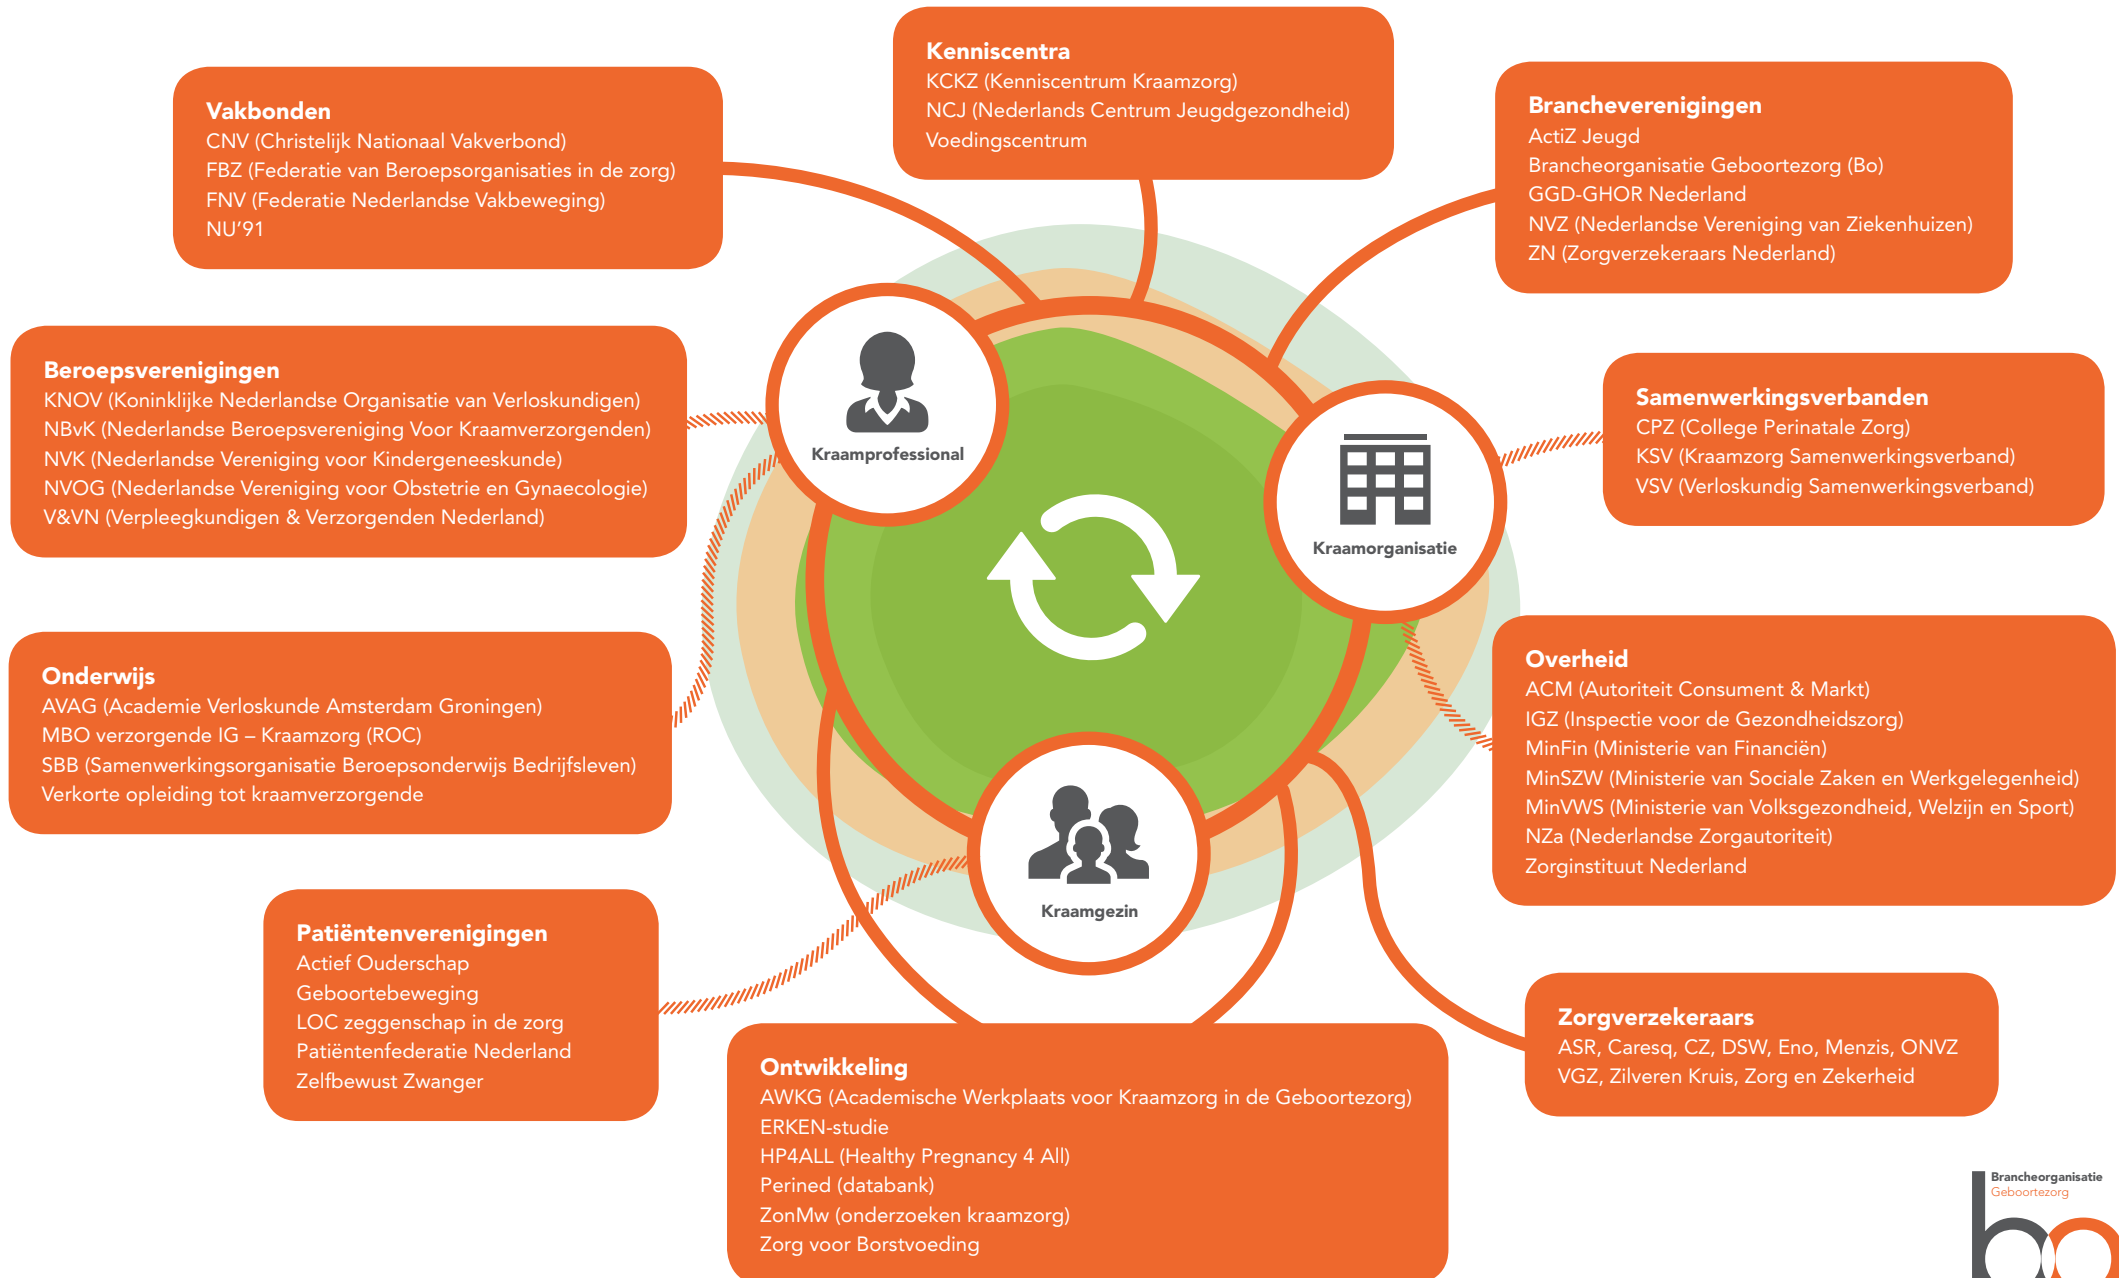 Kenniscentra
KCKZ (Kenniscentrum Kraamzorg)
NCJ (Nederlands Centrum Jeugdgezondheid)
Voedingscentrum
Vakbonden
CNV (Christelijk Nationaal Vakverbond)
FBZ (Federatie van Beroepsorganisaties in de zorg)
FNV (Federatie Nederlandse Vakbeweging)
NU'91
Brancheverenigingen
ActiZ Jeugd
Brancheorganisatie Geboortezorg (Bo)
GGD-GHOR Nederland
NVZ (Nederlandse Vereniging van Ziekenhuizen)
ZN (Zorgverzekeraars Nederland)
Beroepsverenigingen
KNOV (Koninklijke Nederlandse Organisatie van Verloskundigen)
NBvK (Nederlandse Beroepsvereniging Voor Kraamverzorgenden)
NVK (Nederlandse Vereniging voor Kindergeneeskunde)
NVOG (Nederlandse Vereniging voor Obstetrie en Gynaecologie)
V&VN (Verpleegkundigen & Verzorgenden Nederland)
Kraamprofessional
Samenwerkingsverbanden
CPZ (College Perinatale Zorg)
KSV (Kraamzorg Samenwerkingsverband)
VSV (Verloskundig Samenwerkingsverband)
Kraamorganisatie
Onderwijs
AVAG (Academie Verloskunde Amsterdam Groningen)
MBO verzorgende IG – Kraamzorg (ROC)
SBB (Samenwerkingsorganisatie Beroepsonderwijs Bedrijfsleven)
Verkorte opleiding tot kraamverzorgende
Overheid
ACM (Autoriteit Consument & Markt)
IGZ (Inspectie voor de Gezondheidszorg)
MinFin (Ministerie van Financiën)
MinSZW (Ministerie van Sociale Zaken en Werkgelegenheid)
MinVWS (Ministerie van Volksgezondheid, Welzijn en Sport)
NZa (Nederlandse Zorgautoriteit)
Zorginstituut Nederland
Kraamgezin
Patiëntenverenigingen
Actief Ouderschap
Geboortebeweging
LOC zeggenschap in de zorg
Patiëntenfederatie Nederland
Zelfbewust Zwanger
Zorgverzekeraars
ASR, Caresq, CZ, DSW, Eno, Menzis, ONVZ
VGZ, Zilveren Kruis, Zorg en Zekerheid
Ontwikkeling
AWKG (Academische Werkplaats voor Kraamzorg in de Geboortezorg)
ERKEN-studie
HP4ALL (Healthy Pregnancy 4 All)
Perined (databank)
ZonMw (onderzoeken kraamzorg)
Zorg voor Borstvoeding
Brancheorganisatie
Geboortezorg
bo